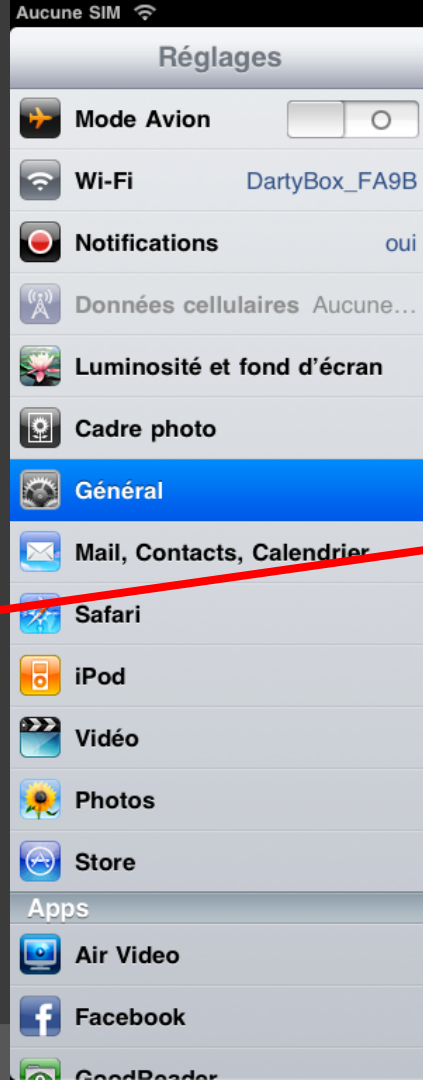 Aucune SIM
Réglages
Mode Avion
Wi-Fi DartyBox_FA9B
Notifications oui
Données cellulaires Aucune...
Luminosité et fond d'écran
Cadre photo
Général
Mail, Contacts, Calendrier
Safari
iPod
Vidéo
Photos
Store
Apps
Air Video
Facebook
GoodReader